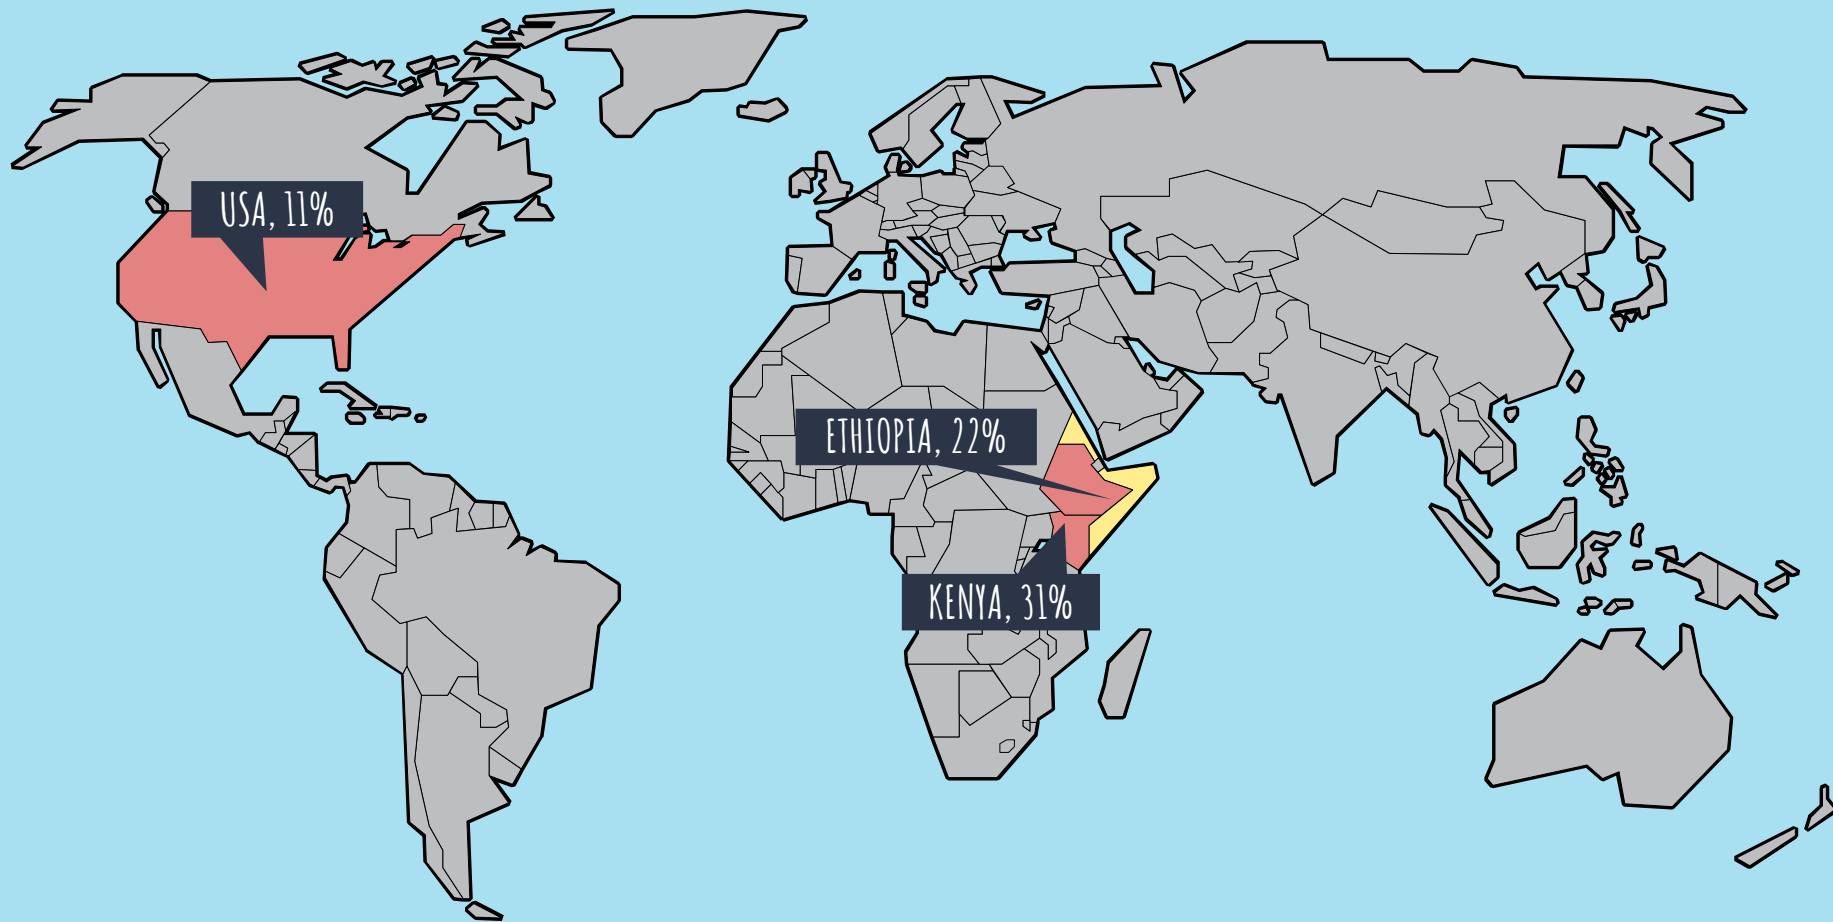 USA, 11%
ETHIOPIA, 22%
KENYA, 31%